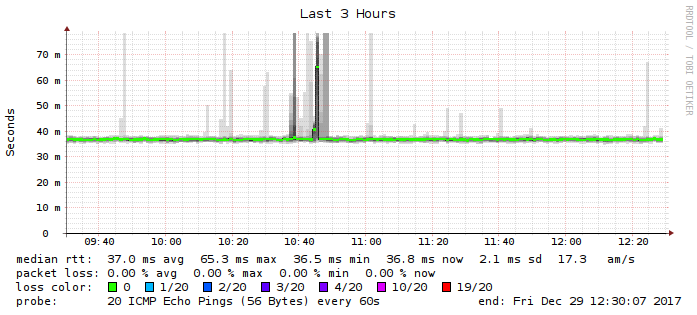 Last 3 Hours
RRDTOOL / TOBI OETIKER
Seconds
70 m
60 m
50 m
40 m
30 m
20 m
10 m
0
09:40 10:00 10:20 10:40 11:00 11:20 11:40 12:00 12:20
median rtt: 37.0 ms avg 65.3 ms max 36.5 ms min 36.8 ms now 2.1 ms sd 17.3 am/s
packet loss: 0.00 % avg 0.00 % max 0.00 % min 0.00 % now
loss color: 0 1/20 2/20 3/20 4/20 10/20 19/20
probe: 20 ICMP Echo Pings (56 Bytes) every 60s end: Fri Dec 29 12:30:07 2017